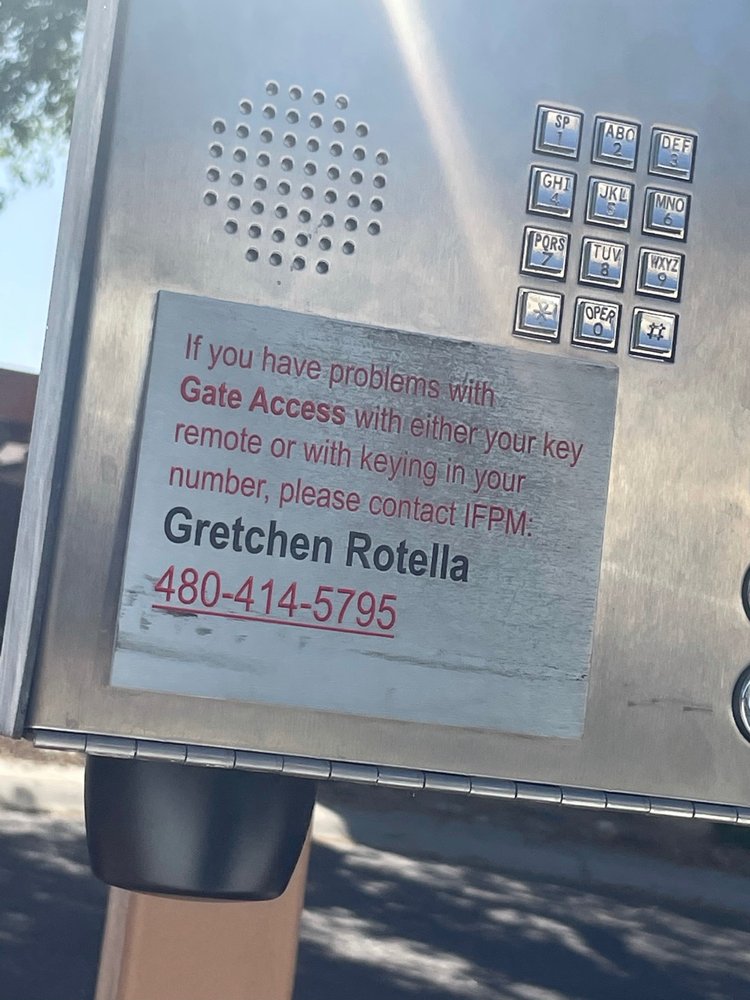 SP ABC DEF
1 2 3
GHI JKL MNO
4 5 6
PQRS TUV WXYZ
7 8 9
* OPER #
0
If you have problems with
Gate Access with either your key
remote or with keying in your
number, please contact IFPM:
Gretchen Rotella
480-414-5795